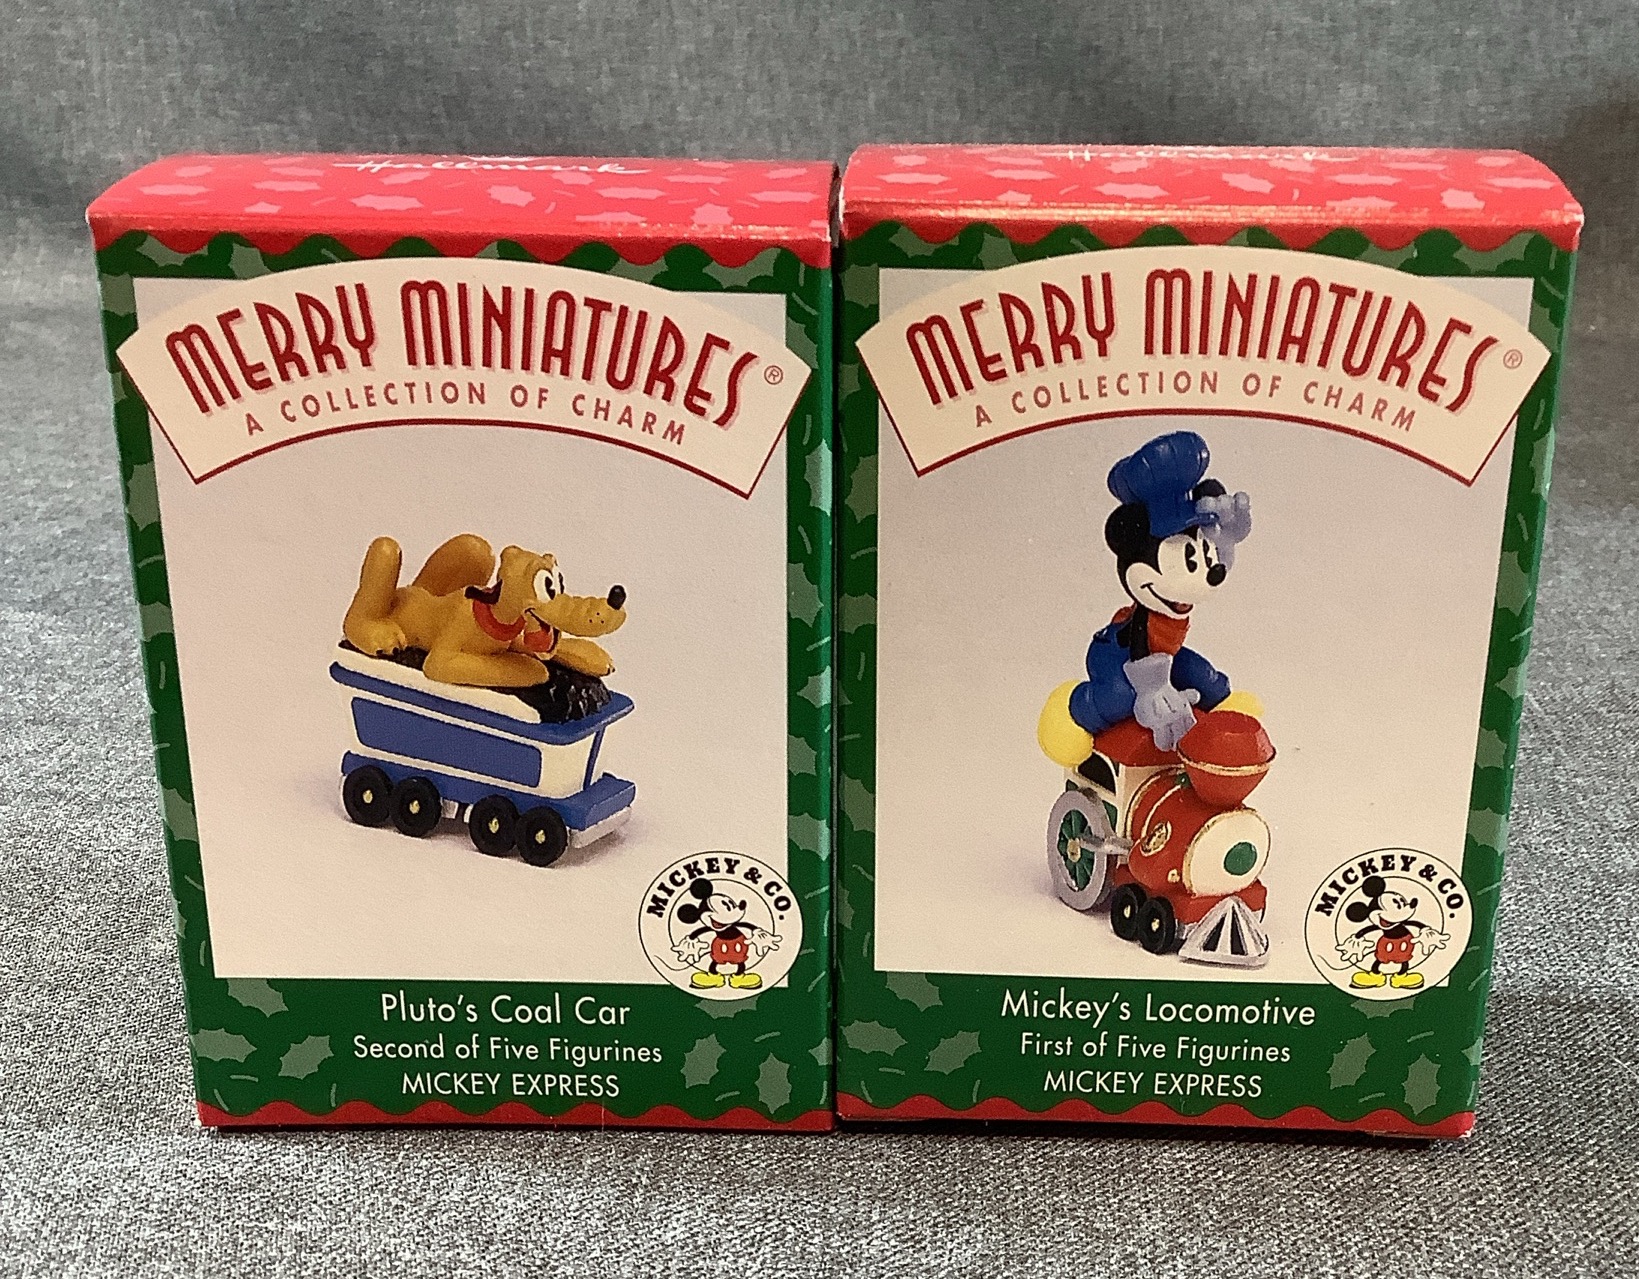 Hallmark
MERRY MINIATURES®
A COLLECTION OF CHARM
MICKEY & CO.
Pluto's Coal Car
Second of Five Figurines
MICKEY EXPRESS
Hallmark
MERRY MINIATURES®
A COLLECTION OF CHARM
MICKEY & CO.
Mickey's Locomotive
First of Five Figurines
MICKEY EXPRESS